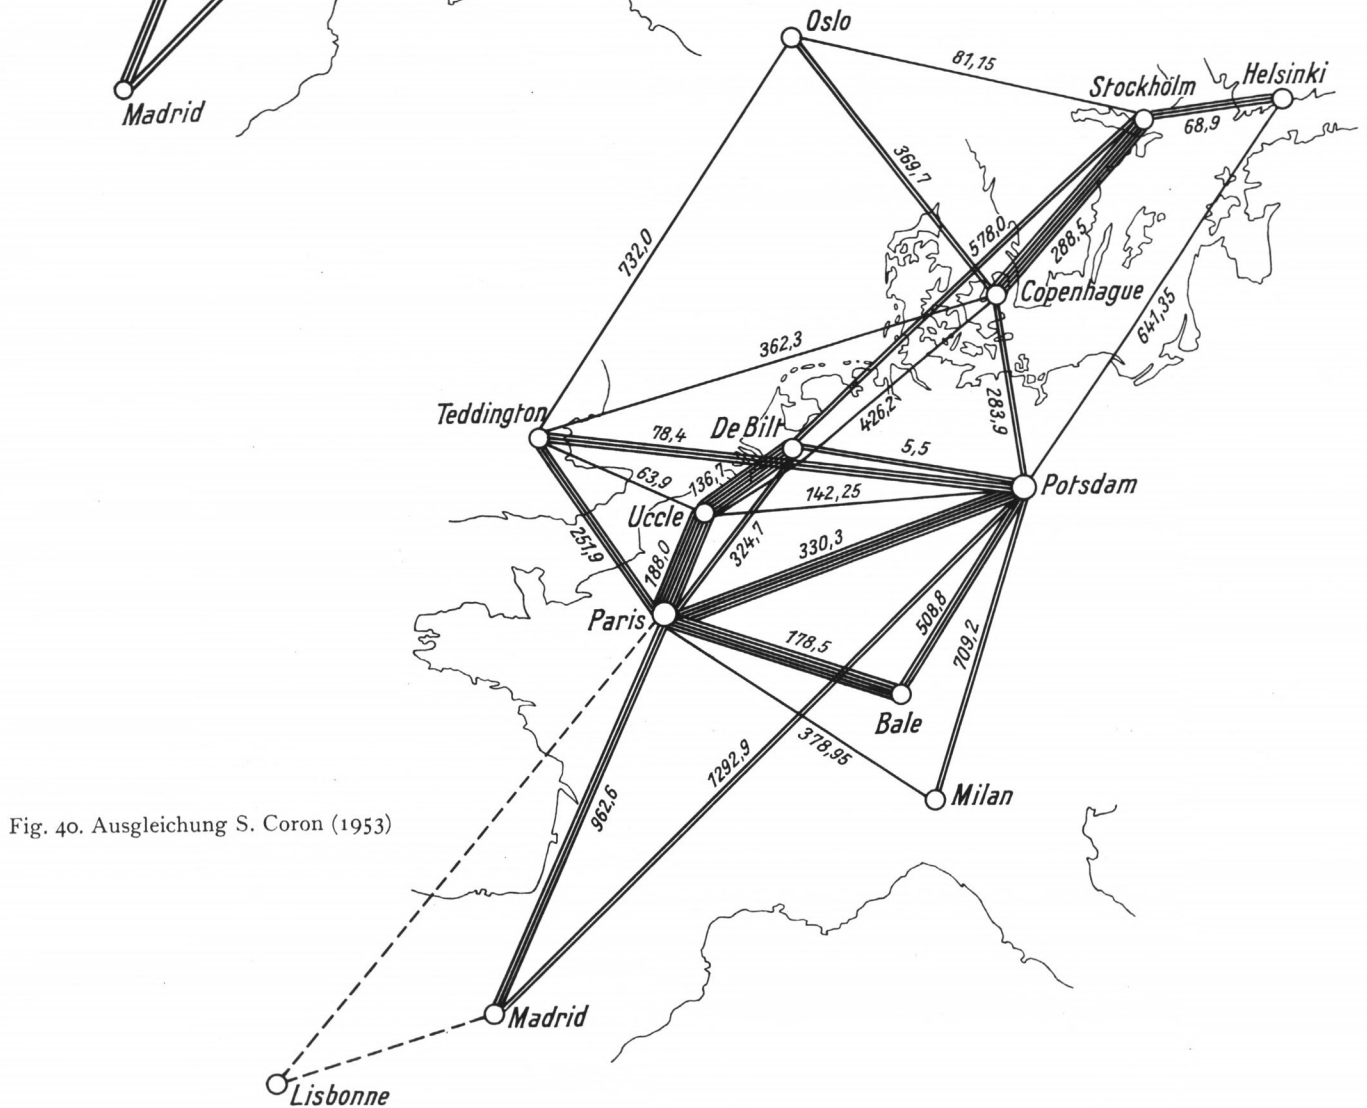 Madrid
Oslo
81,15
Stockholm
Helsinki
68,9
369,7
578,0
288,5
732,0
Copenhague
641,35
362,3
426,2
283,9
Teddington
78,4
De Bilt
5,5
63,9
136,7
142,25
Potsdam
Uccle
251,9
188,0
324,7
330,3
Paris
178,5
508,8
709,2
Bale
1292,9
378,95
Milan
962,6
Fig. 40. Ausgleichung S. Coron (1953)
Madrid
Lisbonne